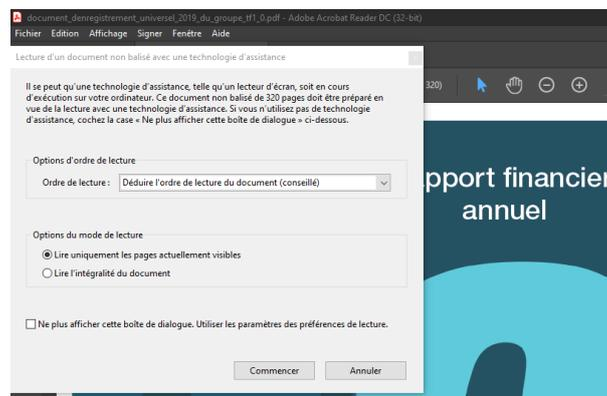 document_denregistrement_universel_2019_du_groupe_tf1_0.pdf - Adobe Acrobat Reader DC (32-bit)
Fichier Edition Affichage Signer Fenêtre Aide
Lecture d'un document non balisé avec une technologie d'assistance
320)
Il se peut qu'une technologie d'assistance, telle qu'un lecteur d'écran, soit en cours
d'exécution sur votre ordinateur. Ce document non balisé de 320 pages doit être préparé en
vue de la lecture avec une technologie d'assistance. Si vous n'utilisez pas de technologie
d'assistance, cochez la case « Ne plus afficher cette boîte de dialogue » ci-dessous.
Options d'ordre de lecture
Ordre de lecture : Déduire l'ordre de lecture du document (conseillé)
Options du mode de lecture
Lire uniquement les pages actuellement visibles
Lire l'intégralité du document
Ne plus afficher cette boîte de dialogue. Utiliser les paramètres des préférences de lecture.
Commencer Annuler
pport financier
annuel